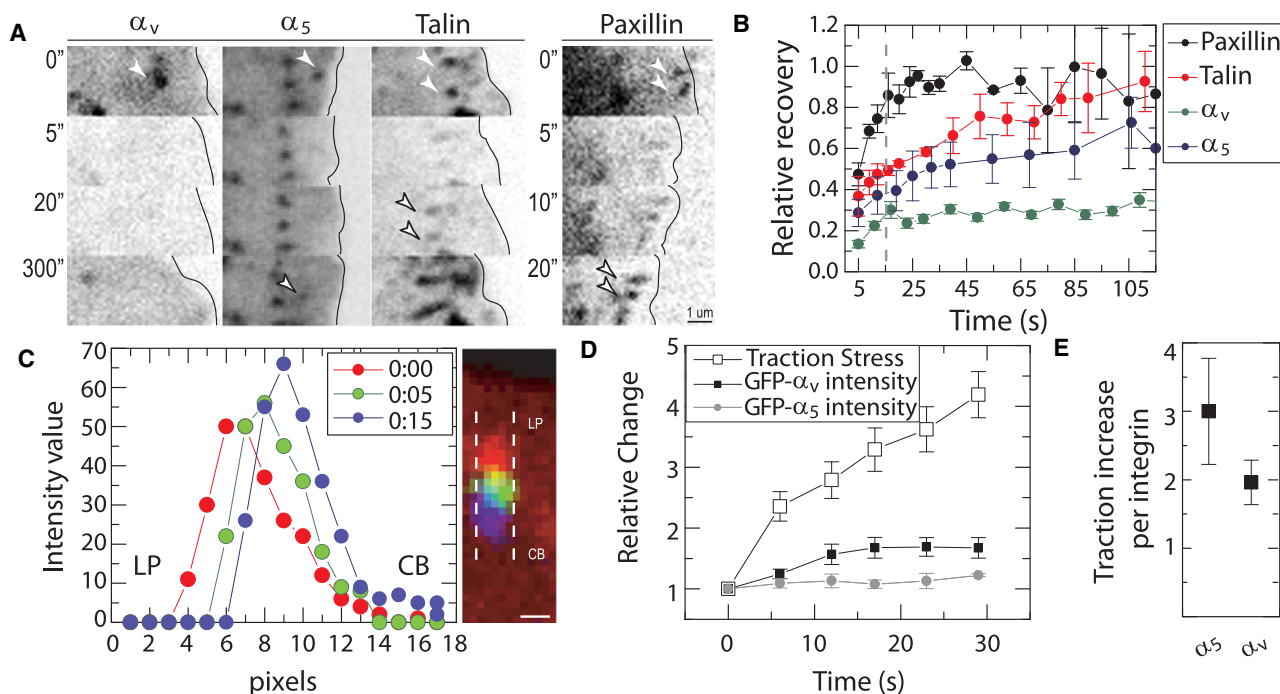 A
αv α5 Talin Paxillin
0” 0”
5” 5”
20” 10”
300” 20”
1 um
B
Relative recovery
1.2
1.0
0.8
0.6
0.4
0.2
0.0
5 25 45 65 85 105
Time (s)
Paxillin
Talin
αv
α5
C
Intensity value
70
60
50
40
30
20
10
0
0:00
0:05
0:15
LP CB
0 2 4 6 8 10 12 14 16 18
pixels
LP
CB
D
Relative Change
5
4
3
2
1
Traction Stress
GFP-αv intensity
GFP-α5 intensity
0 10 20 30
Time (s)
E
Traction increase
per integrin
4
3
2
1
α5 αv